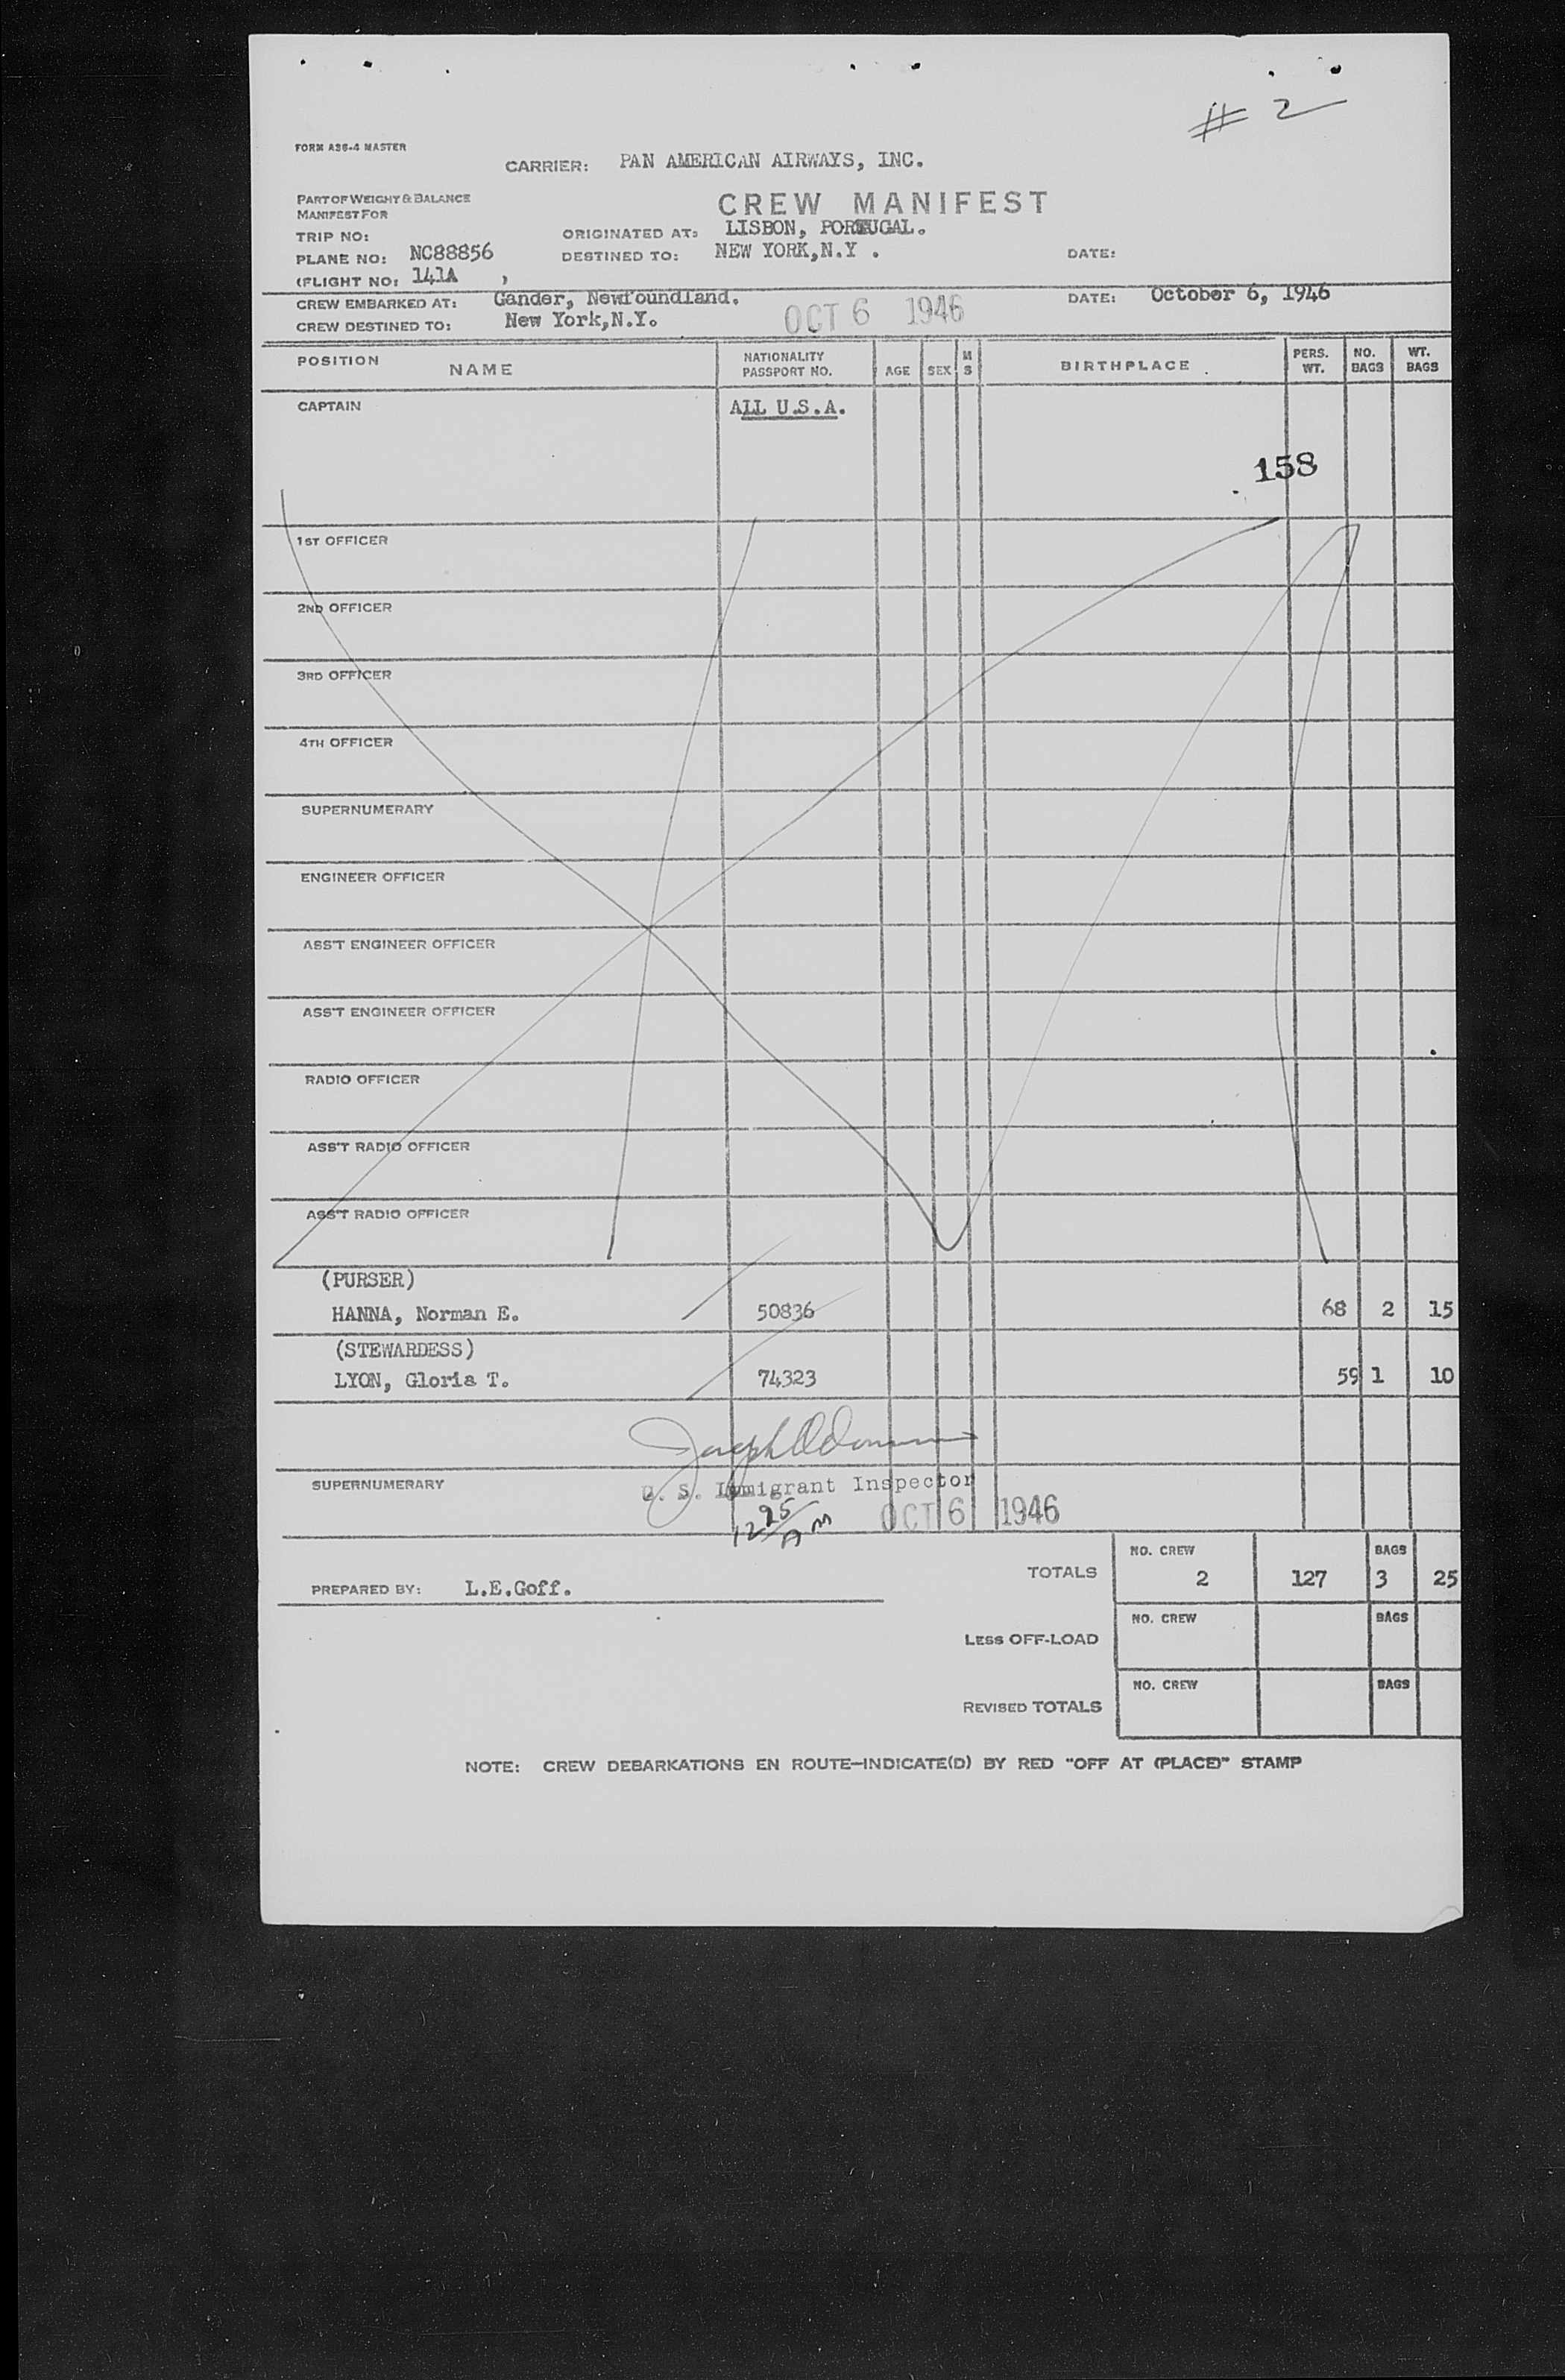 # 2
FORM A36-4 MASTER
CARRIER: PAN AMERICAN AIRWAYS, INC.
PART OF WEIGHT & BALANCE
MANIFEST FOR
CREW MANIFEST
TRIP NO: ORIGINATED AT: LISBON, PORTUGAL.
PLANE NO: NC88856 DESTINED TO: NEW YORK,N.Y . DATE:
(FLIGHT NO: 141A ,
CREW EMBARKED AT: Gander, Newfoundland. DATE: October 6, 1946
CREW DESTINED TO: New York,N.Y. OCT 6 1946
POSITION NAME NATIONALITY PASSPORT NO. AGE SEX M S BIRTHPLACE PERS. WT. NO. BAGS WT. BAGS
CAPTAIN ALL U.S.A.
158
1ST OFFICER
2ND OFFICER
3RD OFFICER
4TH OFFICER
SUPERNUMERARY
ENGINEER OFFICER
ASS'T ENGINEER OFFICER
ASS'T ENGINEER OFFICER
RADIO OFFICER
ASS'T RADIO OFFICER
ASS'T RADIO OFFICER
(PURSER)
HANNA, Norman E. 50836 68 2 15
(STEWARDESS)
LYON, Gloria T. 74323 59 1 10
SUPERNUMERARY U. S. Immigrant Inspector
12 25 AM OCT 6 1946
NO. CREW BAGS
PREPARED BY: L.E.Goff. TOTALS 2 127 3 25
NO. CREW BAGS
LESS OFF-LOAD
NO. CREW BAGS
REVISED TOTALS
NOTE: CREW DEBARKATIONS EN ROUTE—INDICATE(D) BY RED "OFF AT (PLACE)" STAMP